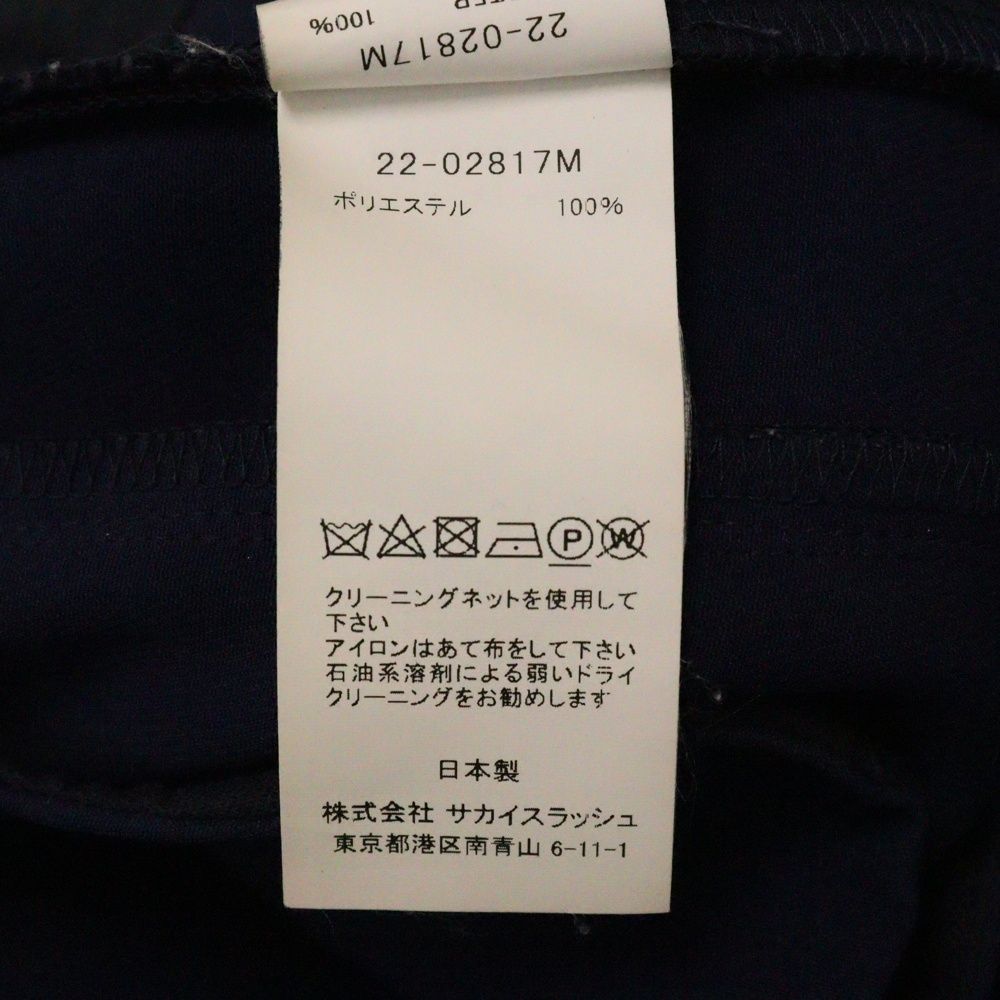 100%
22-02817M
22-02817M
ポリエステル 100%
P W
クリーニングネットを使用して
下さい
アイロンはあて布をして下さい
石油系溶剤による弱いドライ
クリーニングをお勧めします
日本製
株式会社 サカイスラッシュ
東京都港区南青山 6-11-1